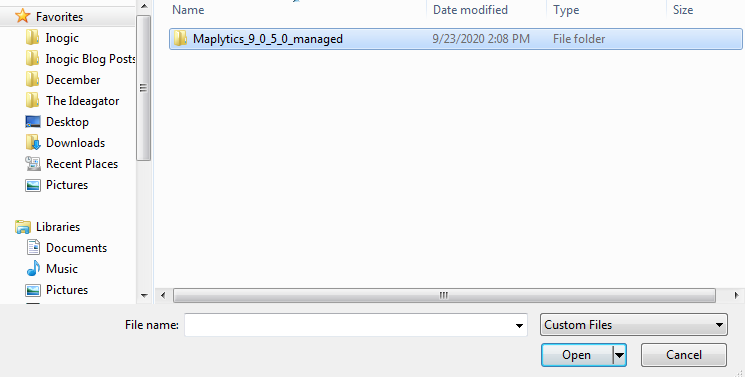 Favorites
Inogic
Inogic Blog Posts
December
The Ideagator
Desktop
Downloads
Recent Places
Pictures
Libraries
Documents
Music
Pictures
Name Date modified Type Size
Maplytics_9_0_5_0_managed 9/23/2020 2:08 PM File folder
File name: Custom Files
Open Cancel